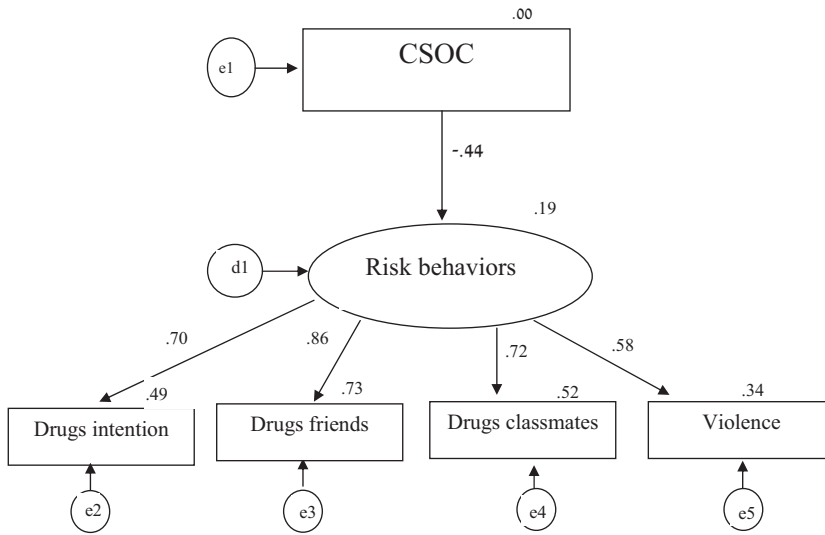 .00
CSOC
e1
-.44
.19
Risk behaviors
d1
.70
.86
.72
.58
.49
.73
.52
.34
Drugs intention
Drugs friends
Drugs classmates
Violence
e2
e3
e4
e5